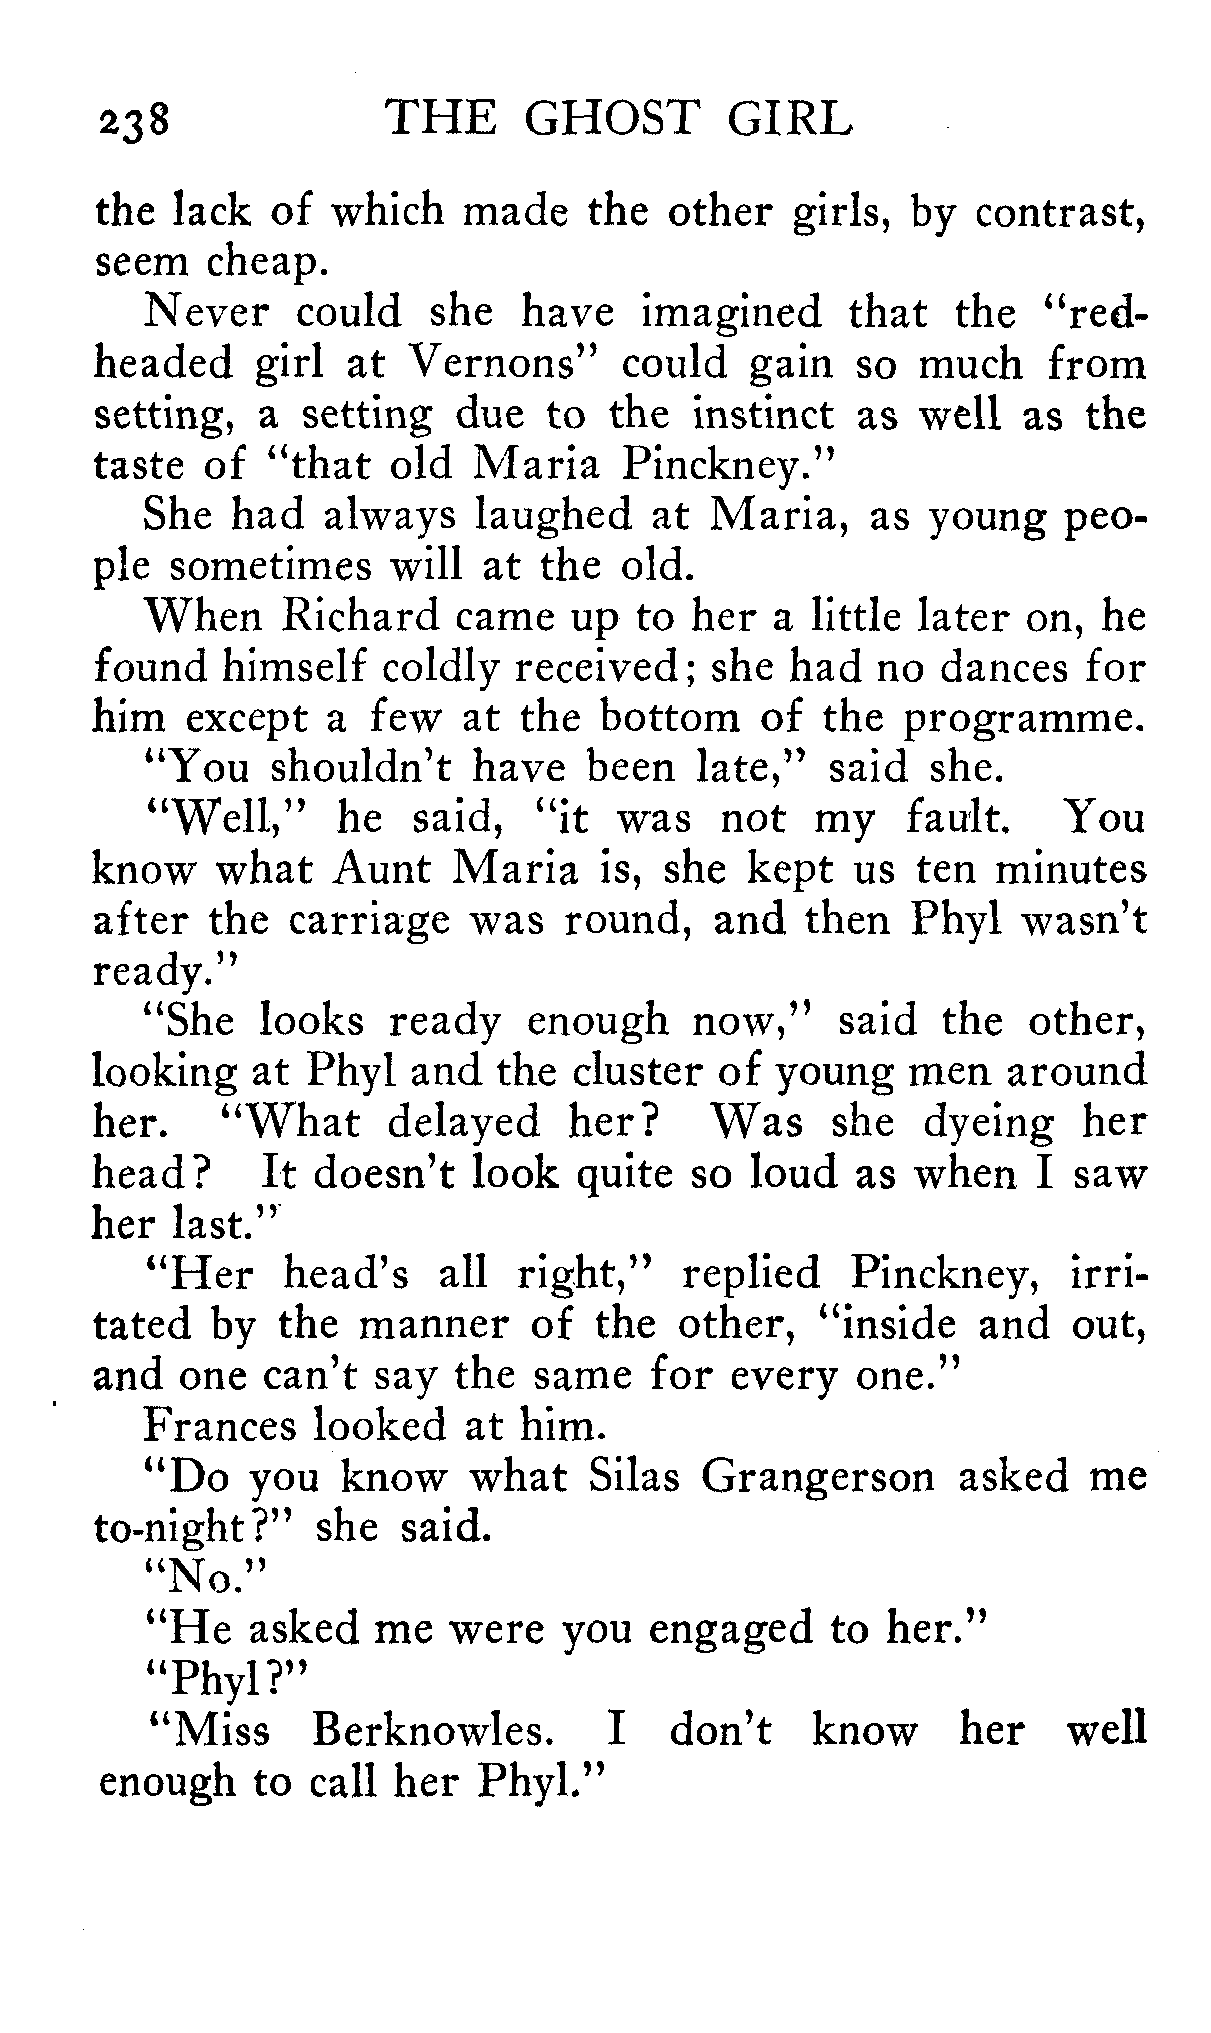 238 THE GHOST GIRL
the lack of which made the other girls, by contrast,
seem cheap.
Never could she have imagined that the "red-
headed girl at Vernons" could gain so much from
setting, a setting due to the instinct as well as the
taste of "that old Maria Pinckney."
She had always laughed at Maria, as young peo-
ple sometimes will at the old.
When Richard came up to her a little later on, he
found himself coldly received; she had no dances for
him except a few at the bottom of the programme.
"You shouldn't have been late," said she.
"Well," he said, "it was not my fault. You
know what Aunt Maria is, she kept us ten minutes
after the carriage was round, and then Phyl wasn't
ready."
"She looks ready enough now," said the other,
looking at Phyl and the cluster of young men around
her. "What delayed her? Was she dyeing her
head? It doesn't look quite so loud as when I saw
her last."
"Her head's all right," replied Pinckney, irri-
tated by the manner of the other, "inside and out,
and one can't say the same for every one."
Frances looked at him.
"Do you know what Silas Grangerson asked me
to-night?" she said.
"No."
"He asked me were you engaged to her."
"Phyl?"
"Miss Berknowles. I don't know her well
enough to call her Phyl."